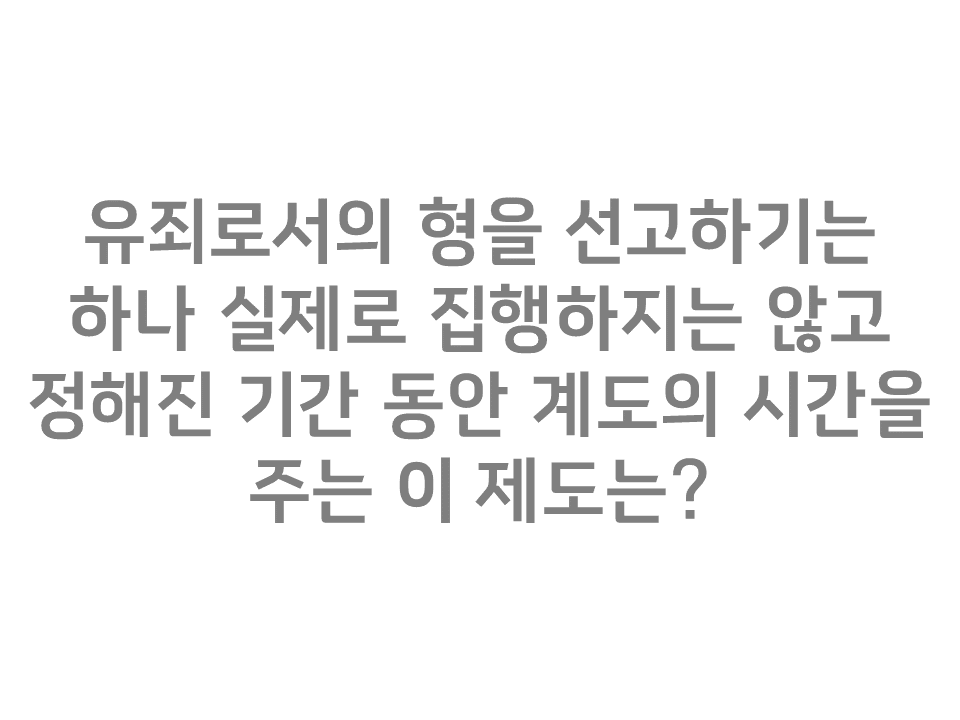 유죄로서의 형을 선고하기는
하나 실제로 집행하지는 않고
정해진 기간 동안 계도의 시간을
주는 이 제도는?